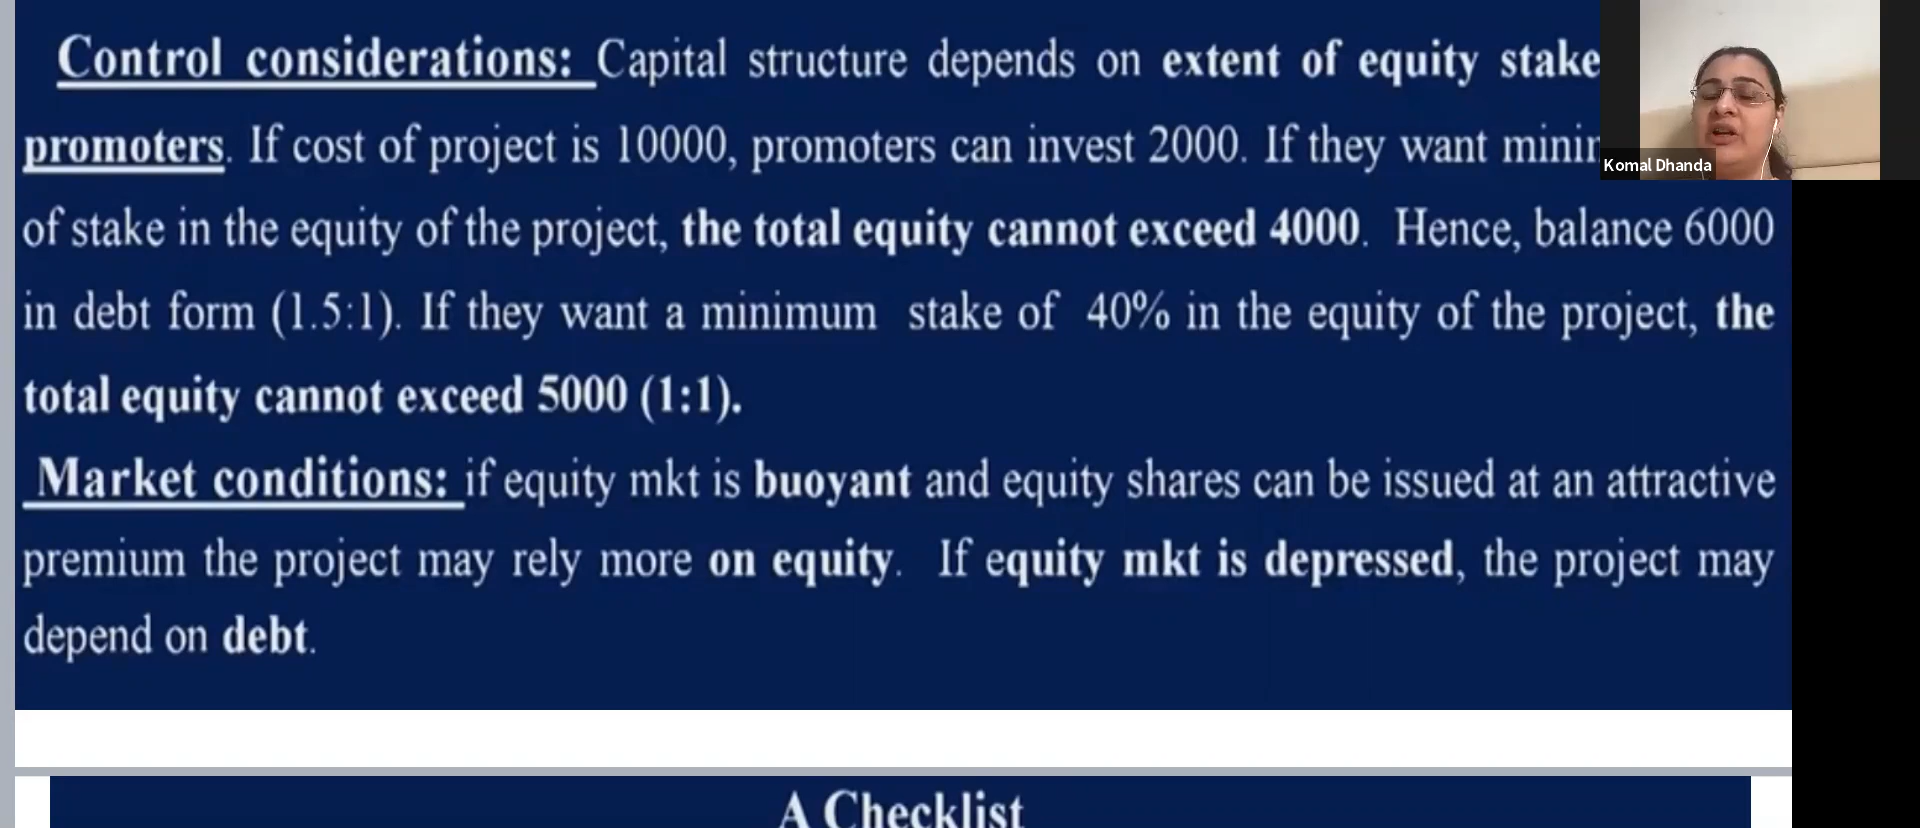 Control considerations: Capital structure depends on extent of equity stake
promoters. If cost of project is 10000, promoters can invest 2000. If they want
of stake in the equity of the project, the total equity cannot exceed 4000. Hence, balance 6000
in debt form (1.5:1). If they want a minimum stake of 40% in the equity of the project, the
total equity cannot exceed 5000 (1:1).
Market conditions: if equity mkt is buoyant and equity shares can be issued at an attractive
premium the project may rely more on equity. If equity mkt is depressed, the project may
depend on debt.
A Checklist
Komal Dhanda